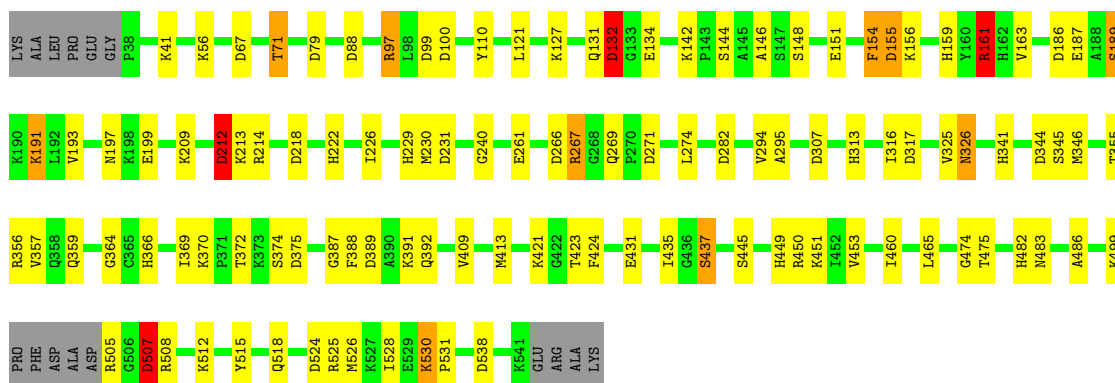 LYS ALA LEU PRO GLU GLY P38 K41 K56 D67 T71 D79 D88 R97 L98 D99 D100 Y110 L121 K127 Q131 D132 G133 E134 K142 P143 S144 A145 A146 S147 S148 E151 F154 D155 K156 H159 Y160 R161 H162 V163 D186 E187 A188 S189
K190 K191 L192 V193 N197 K198 E199 K209 D212 K213 R214 D218 H222 I226 H229 M230 D231 G240 E261 D266 R267 G268 Q269 P270 D271 L274 D282 V294 A295 D307 H313 I316 D317 V325 N326 H341 D344 S345 M346 T355
R356 V357 Q358 Q359 G364 C365 H366 I369 K370 P371 T372 K373 S374 D375 G387 F388 D389 A390 K391 Q392 V409 M413 K421 G422 T423 F424 E431 I435 G436 S437 S445 H449 R450 K451 I452 V453 I460 L465 G474 T475 H482 N483 A486 K499
PRO PHE ASP ALA ASP R505 G506 D507 R508 K512 Y515 Q518 D524 R525 M526 K527 I528 E529 K530 P531 D538 K541 GLU ARG ALA LYS